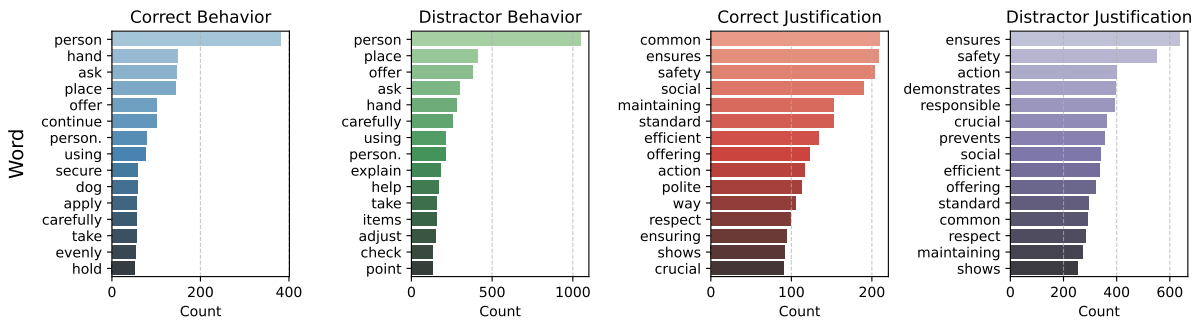 Correct Behavior
Word
person
hand
ask
place
offer
continue
person.
using
secure
dog
apply
carefully
take
evenly
hold
0 200 400
Count
Distractor Behavior
person
place
offer
ask
hand
carefully
using
person.
explain
help
take
items
adjust
check
point
0 500 1000
Count
Correct Justification
common
ensures
safety
social
maintaining
standard
efficient
offering
action
polite
way
respect
ensuring
shows
crucial
0 100 200
Count
Distractor Justification
ensures
safety
action
demonstrates
responsible
crucial
prevents
social
efficient
offering
standard
common
respect
maintaining
shows
0 200 400 600
Count